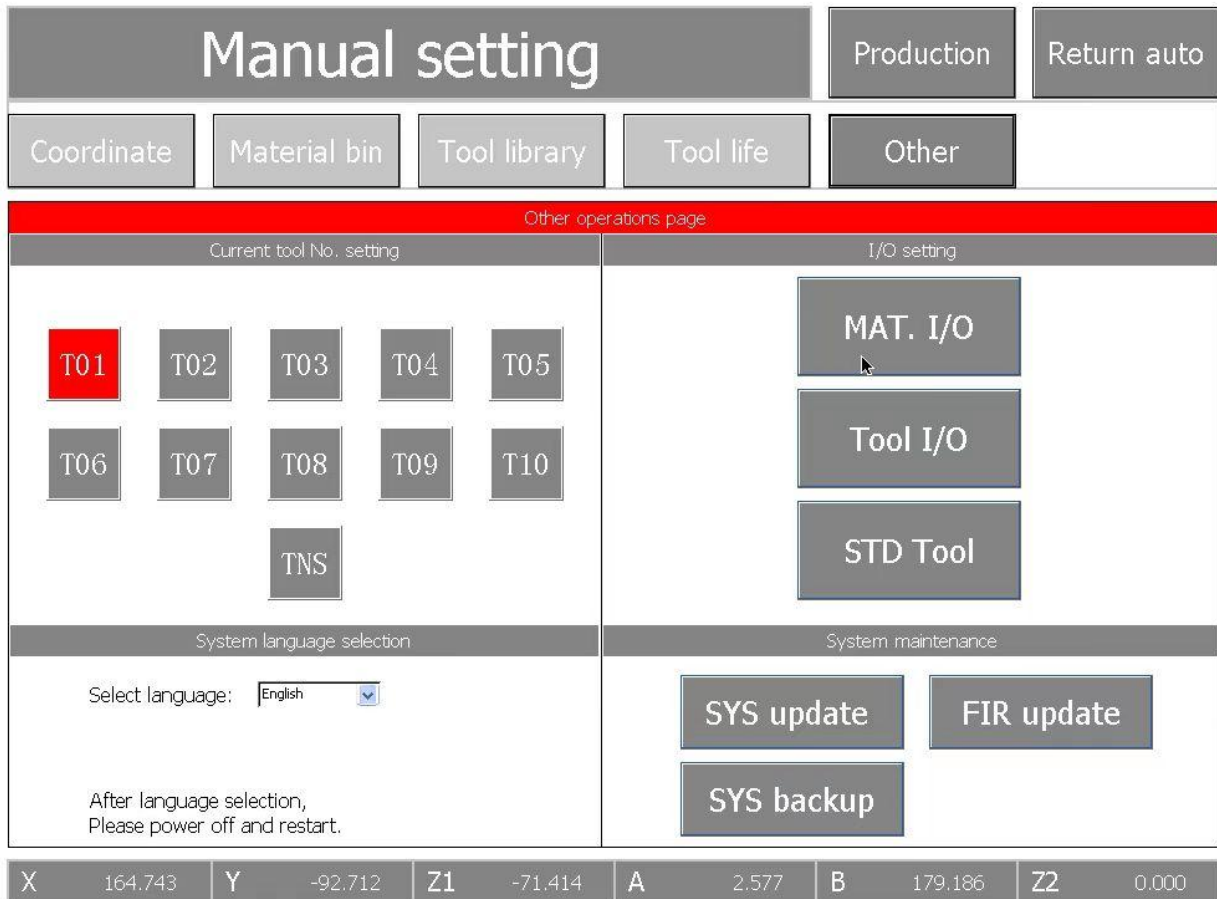 Manual setting
Production
Return auto
Coordinate
Material bin
Tool library
Tool life
Other
Other operations page
Current tool No. setting
I/O setting
T01 T02 T03 T04 T05
T06 T07 T08 T09 T10
TNS
MAT. I/O
Tool I/O
STD Tool
System language selection
System maintenance
Select language: English
After language selection,
Please power off and restart.
SYS update
FIR update
SYS backup
X 164.743 Y -92.712 Z1 -71.414 A 2.577 B 179.186 Z2 0.000